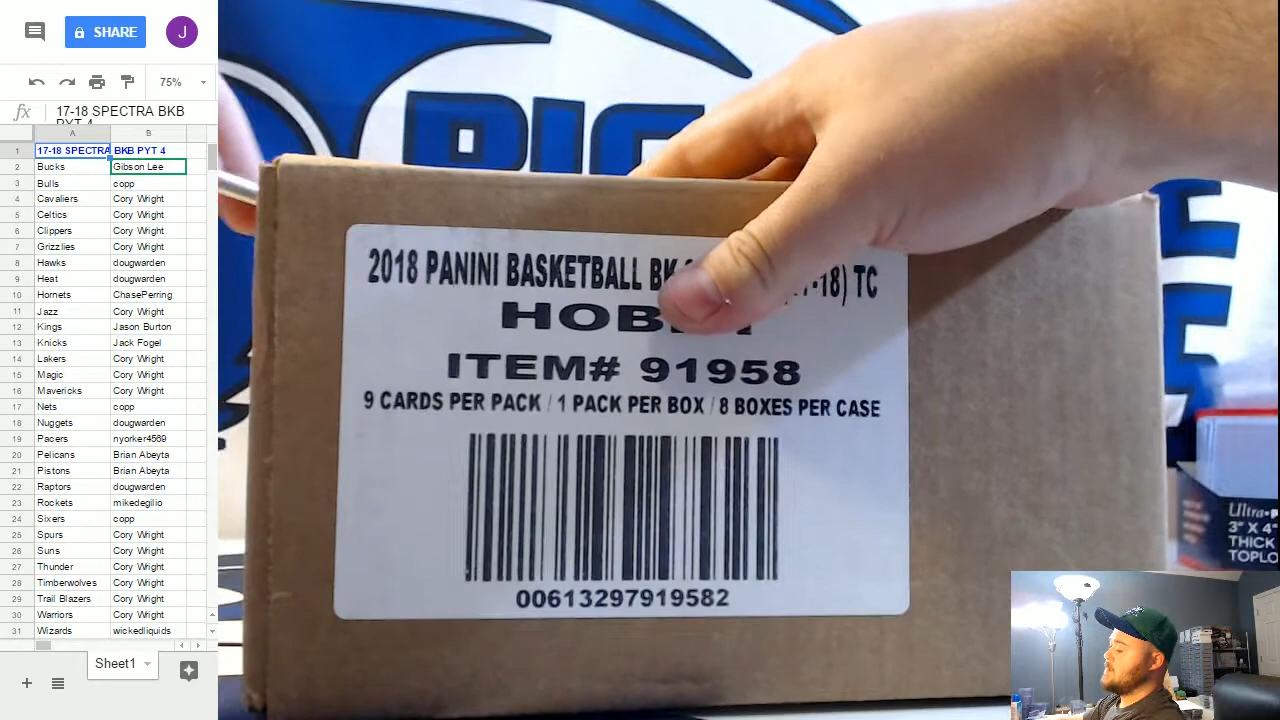 SHARE
J
75%
fx
17-18 SPECTRA BKB
PYT 4
A B
1 17-18 SPECTRA BKB PYT 4
2 Bucks Gibson Lee
3 Bulls copp
4 Cavaliers Cory Wright
5 Celtics Cory Wright
6 Clippers Cory Wright
7 Grizzlies Cory Wright
8 Hawks dougwarden
9 Heat dougwarden
10 Hornets ChasePerring
11 Jazz Cory Wright
12 Kings Jason Burton
13 Knicks Jack Fogel
14 Lakers Cory Wright
15 Magic Cory Wright
16 Mavericks Cory Wright
17 Nets copp
18 Nuggets dougwarden
19 Pacers nyorker4569
20 Pelicans Brian Abeyta
21 Pistons Brian Abeyta
22 Raptors dougwarden
23 Rockets mikedegilio
24 Sixers copp
25 Spurs Cory Wright
26 Suns Cory Wright
27 Thunder Cory Wright
28 Timberwolves Cory Wright
29 Trail Blazers Cory Wright
30 Warriors Cory Wright
31 Wizards wickedliquids
Sheet1
2018 PANINI BASKETBALL BK 17-18) TC
HOBBY
ITEM# 91958
9 CARDS PER PACK / 1 PACK PER BOX / 8 BOXES PER CASE
00613297919582
Ultra
3" X 4"
THICK
TOPLO